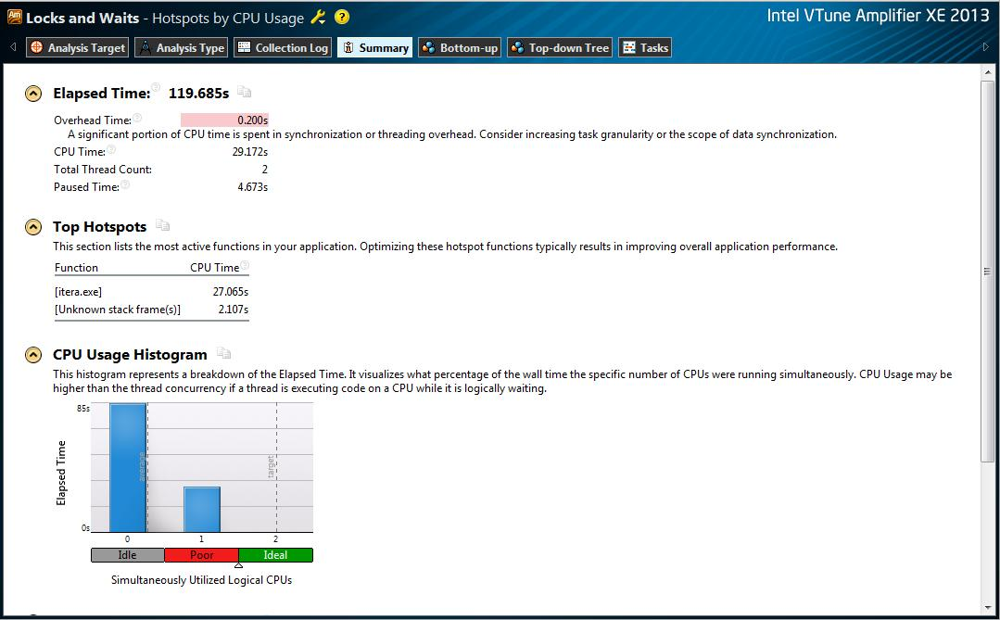 Am Locks and Waits - Hotspots by CPU Usage ?
Intel VTune Amplifier XE 2013
Analysis Target Analysis Type Collection Log Summary Bottom-up Top-down Tree Tasks
Elapsed Time: ? 119.685s
Overhead Time: ? 0.200s
A significant portion of CPU time is spent in synchronization or threading overhead. Consider increasing task granularity or the scope of data synchronization.
CPU Time: ? 29.172s
Total Thread Count: 2
Paused Time: ? 4.673s
Top Hotspots
This section lists the most active functions in your application. Optimizing these hotspot functions typically results in improving overall application performance.
Function CPU Time ?
[itera.exe] 27.065s
[Unknown stack frame(s)] 2.107s
CPU Usage Histogram
This histogram represents a breakdown of the Elapsed Time. It visualizes what percentage of the wall time the specific number of CPUs were running simultaneously. CPU Usage may be
higher than the thread concurrency if a thread is executing code on a CPU while it is logically waiting.
85s
Elapsed Time
average
target
0s
0 1 2
Idle Poor Ideal
Simultaneously Utilized Logical CPUs